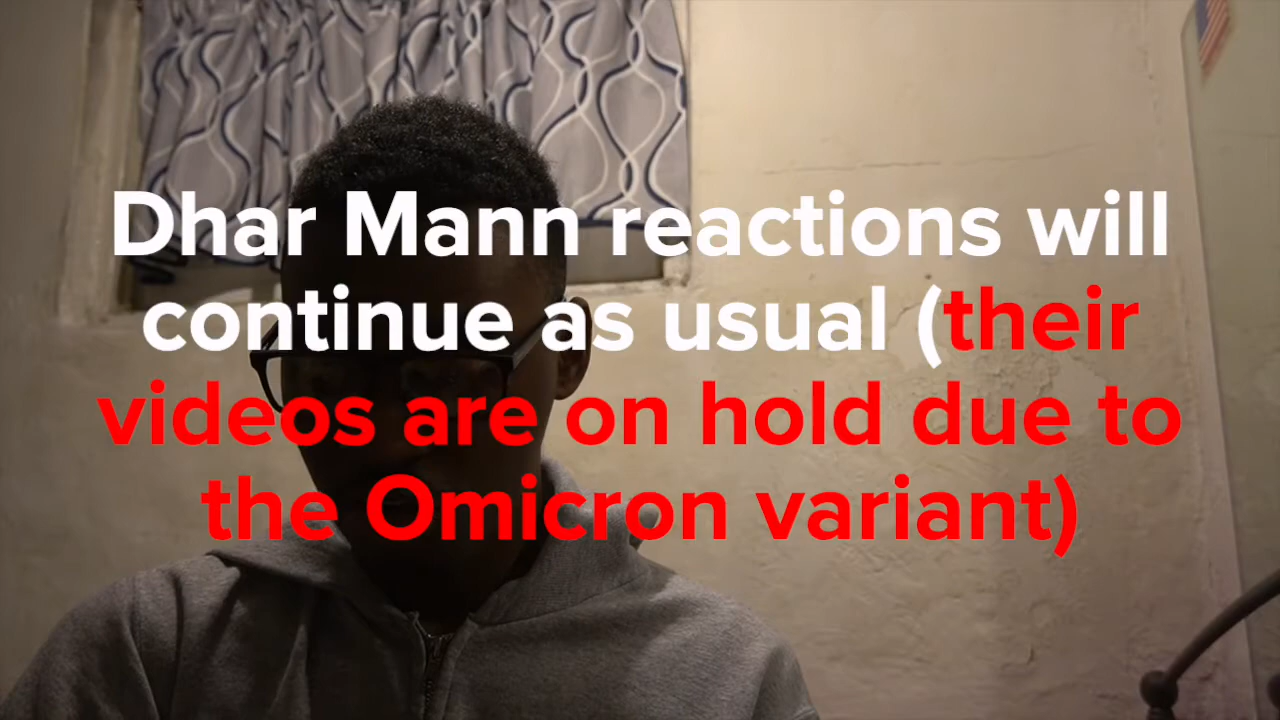 Dhar Mann reactions will
continue as usual (their
videos are on hold due to
the Omicron variant)